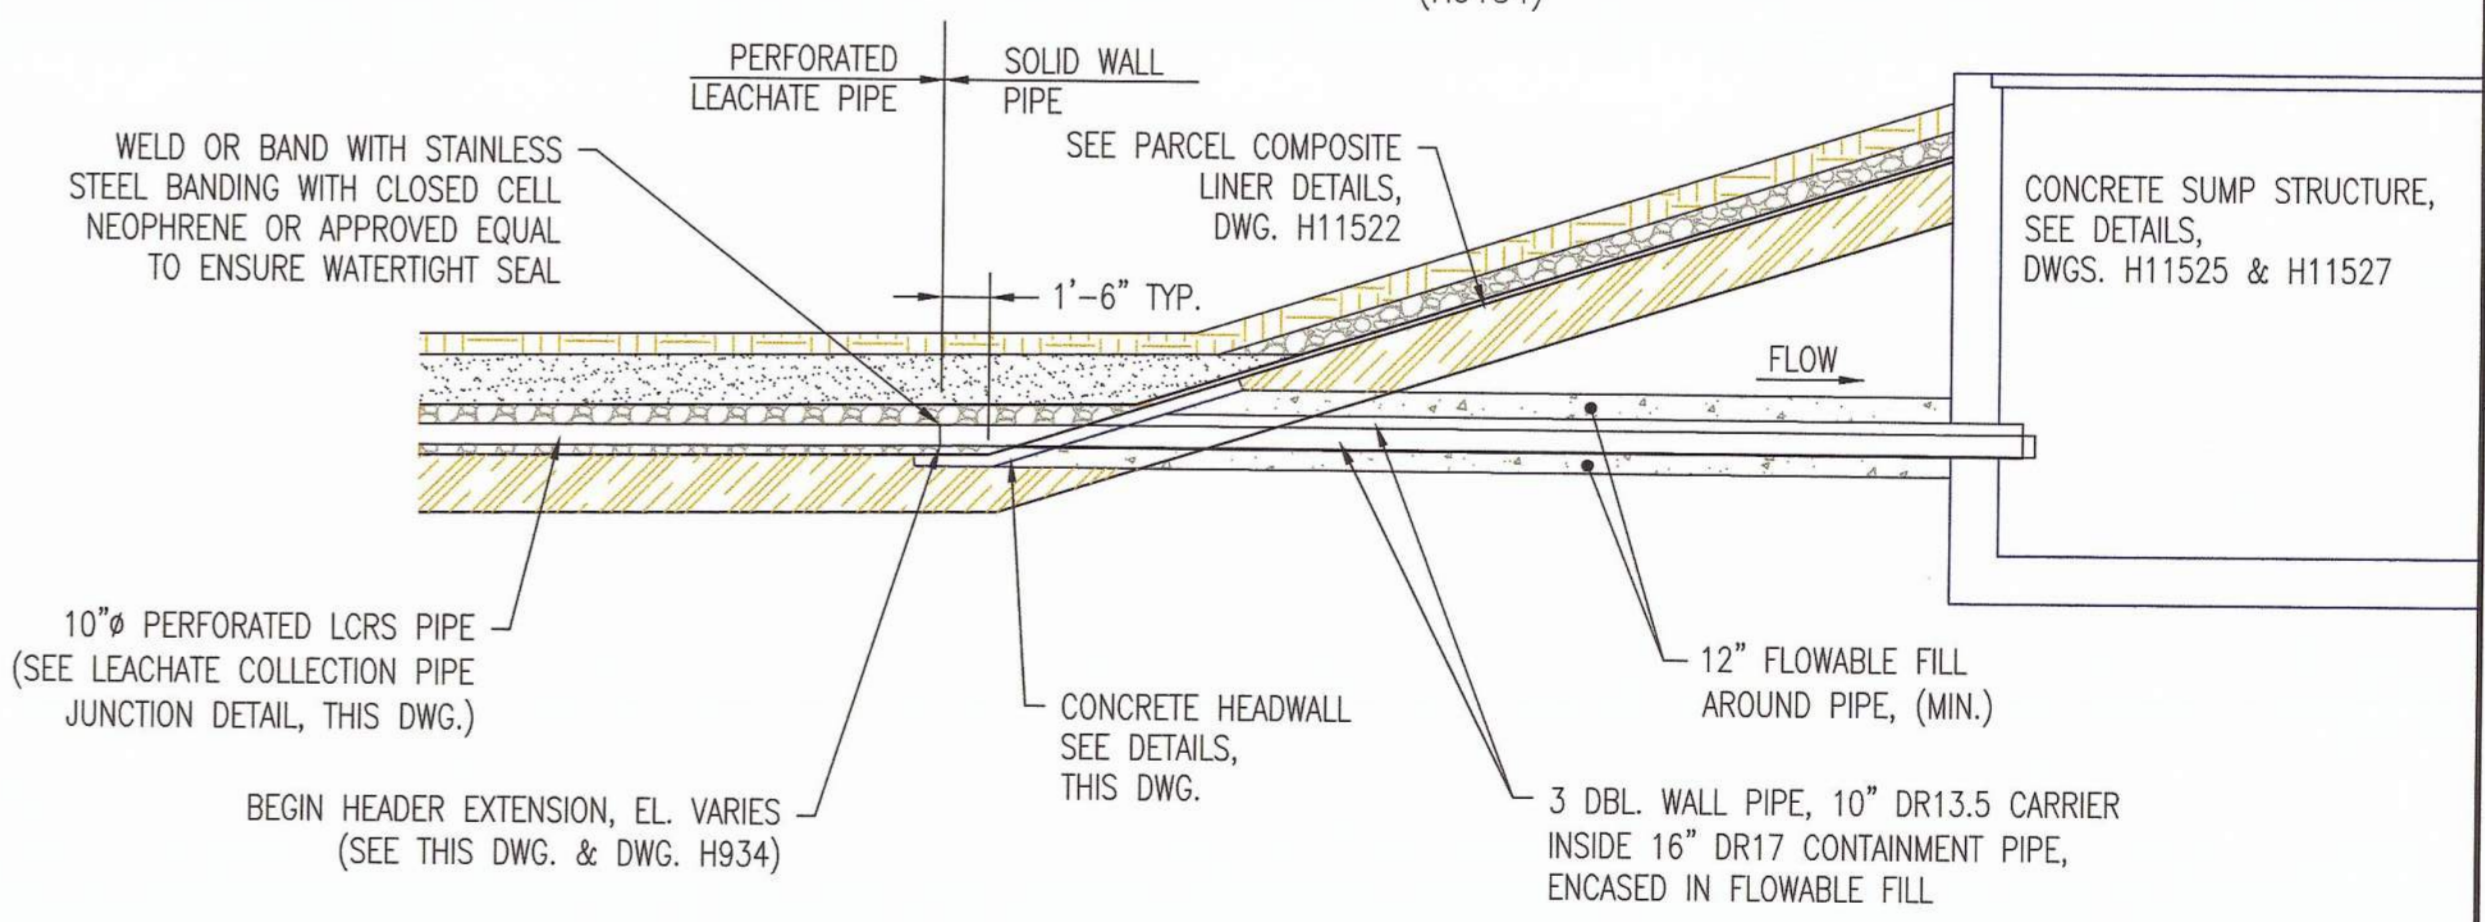 PERFORATED
LEACHATE PIPE
SOLID WALL
PIPE
WELD OR BAND WITH STAINLESS
STEEL BANDING WITH CLOSED CELL
NEOPHRENE OR APPROVED EQUAL
TO ENSURE WATERTIGHT SEAL
SEE PARCEL COMPOSITE
LINER DETAILS,
DWG. H11522
CONCRETE SUMP STRUCTURE,
SEE DETAILS,
DWGS. H11525 & H11527
1'-6" TYP.
FLOW
10"ø PERFORATED LCRS PIPE
(SEE LEACHATE COLLECTION PIPE
JUNCTION DETAIL, THIS DWG.)
BEGIN HEADER EXTENSION, EL. VARIES
(SEE THIS DWG. & DWG. H934)
CONCRETE HEADWALL
SEE DETAILS,
THIS DWG.
12" FLOWABLE FILL
AROUND PIPE, (MIN.)
3 DBL. WALL PIPE, 10" DR13.5 CARRIER
INSIDE 16" DR17 CONTAINMENT PIPE,
ENCASED IN FLOWABLE FILL